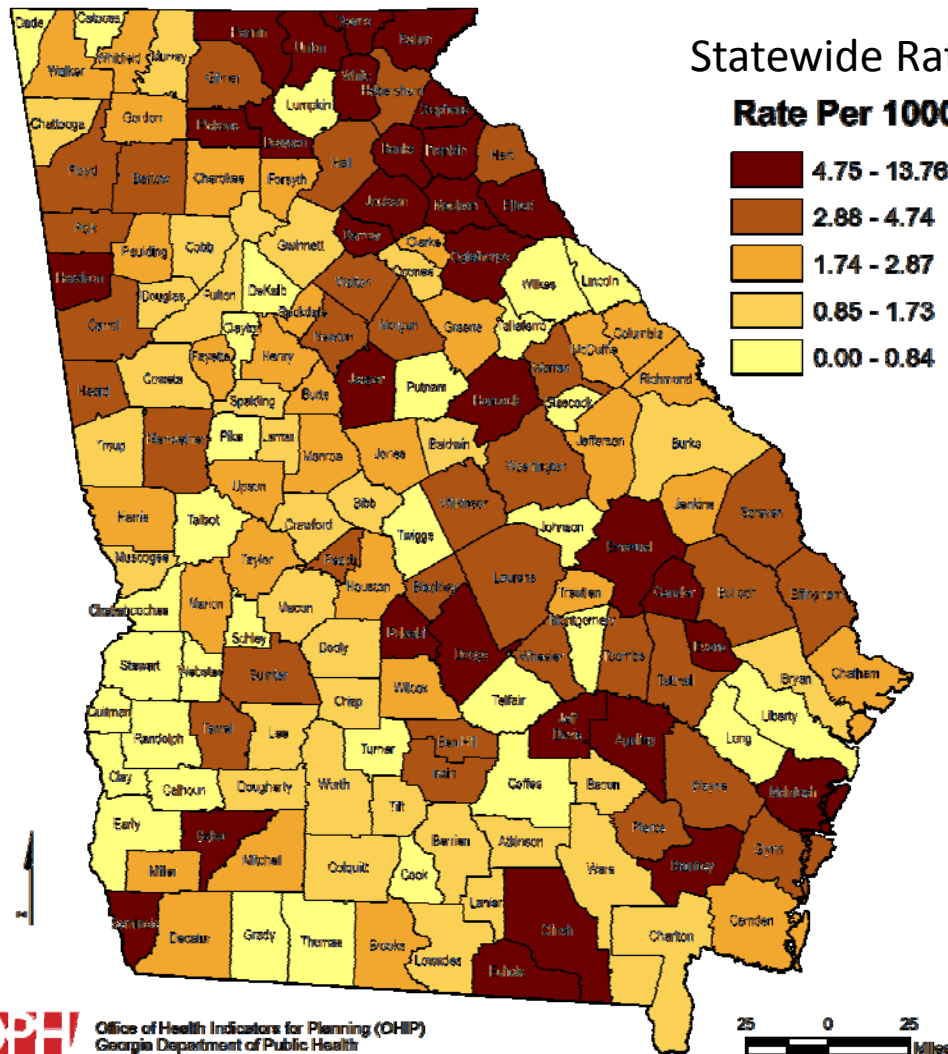 Statewide Rat
Rate Per 1000
4.75 - 13.76
2.88 - 4.74
1.74 - 2.87
0.85 - 1.73
0.00 - 0.84
Dade
Catoosa
Whitfield
Murray
Fannin
Union
Towns
Rabun
Walker
Gilmer
White
Habersham
Lumpkin
Stephens
Chattooga
Gordon
Pickens
Dawson
Banks
Franklin
Hart
Floyd
Bartow
Cherokee
Forsyth
Hall
Jackson
Madison
Elbert
Polk
Paulding
Cobb
Gwinnett
Barrow
Clarke
Oconee
Oglethorpe
Wilkes
Lincoln
Haralson
Douglas
Fulton
DeKalb
Rockdale
Walton
Morgan
Greene
Taliaferro
Columbia
McDuffie
Carroll
Clayton
Newton
Fayette
Henry
Warren
Richmond
Heard
Coweta
Spalding
Butts
Jasper
Putnam
Hancock
Glascock
Troup
Meriwether
Pike
Lamar
Monroe
Jones
Baldwin
Jefferson
Burke
Washington
Upson
Harris
Talbot
Bibb
Crawford
Twiggs
Wilkinson
Johnson
Jenkins
Screven
Muscogee
Taylor
Peach
Houston
Bleckley
Laurens
Emanuel
Candler
Bulloch
Effingham
Treutlen
Chattahoochee
Marion
Macon
Schley
Dooly
Pulaski
Dodge
Montgomery
Wheeler
Toombs
Evans
Tattnall
Stewart
Webster
Sumter
Crisp
Wilcox
Telfair
Bryan
Chatham
Liberty
Long
Quitman
Randolph
Terrell
Lee
Turner
Ben Hill
Irwin
Jeff
Davis
Appling
Clay
Calhoun
Dougherty
Worth
Tift
Coffee
Bacon
Wayne
McIntosh
Early
Baker
Mitchell
Miller
Colquitt
Berrien
Cook
Atkinson
Ware
Pierce
Brantley
Glynn
Seminole
Decatur
Grady
Thomas
Brooks
Lowndes
Lanier
Clinch
Echols
Charlton
Camden
DPH
Office of Health Indicators for Planning (OHIP)
Georgia Department of Public Health
25 0 25
Miles